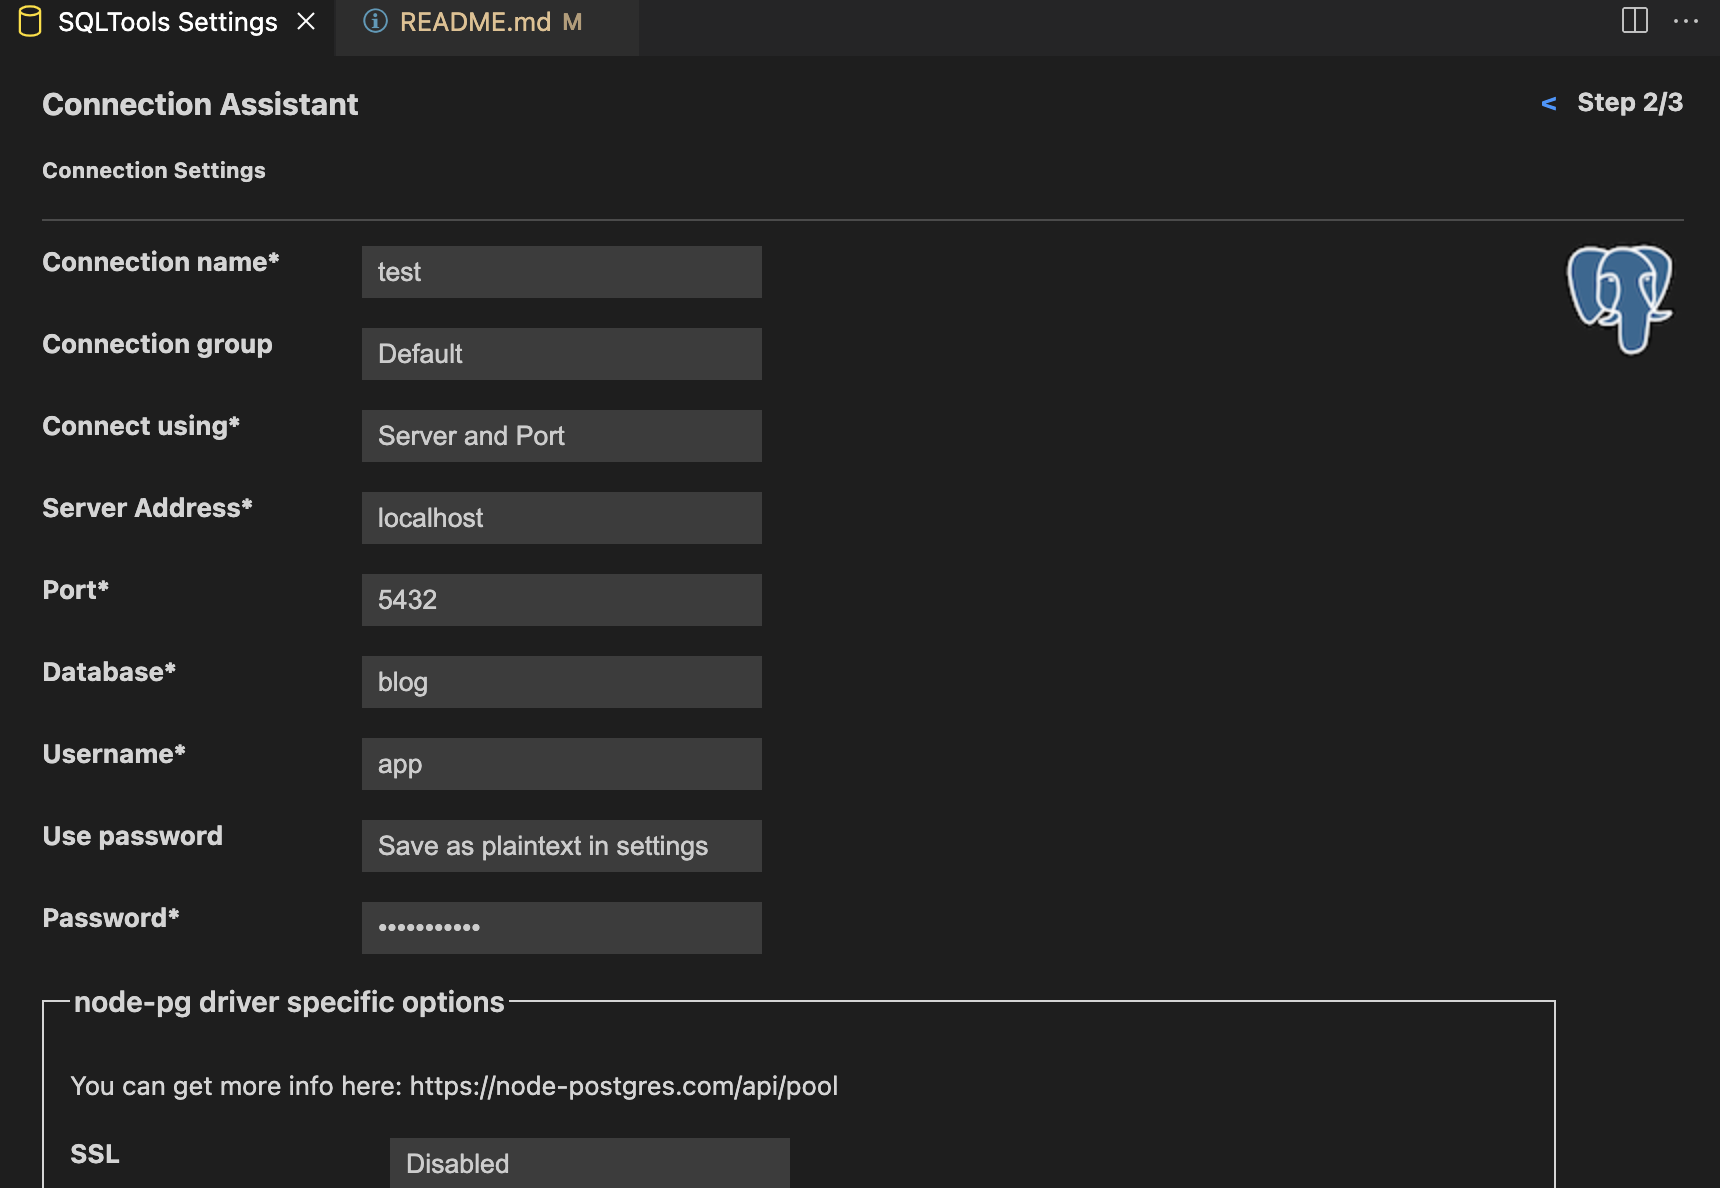 SQLTools Settings
README.md M
Connection Assistant
< Step 2/3
Connection Settings
Connection name* test
Connection group Default
Connect using* Server and Port
Server Address* localhost
Port* 5432
Database* blog
Username* app
Use password Save as plaintext in settings
Password* •••••••••••
node-pg driver specific options
You can get more info here: https://node-postgres.com/api/pool
SSL Disabled